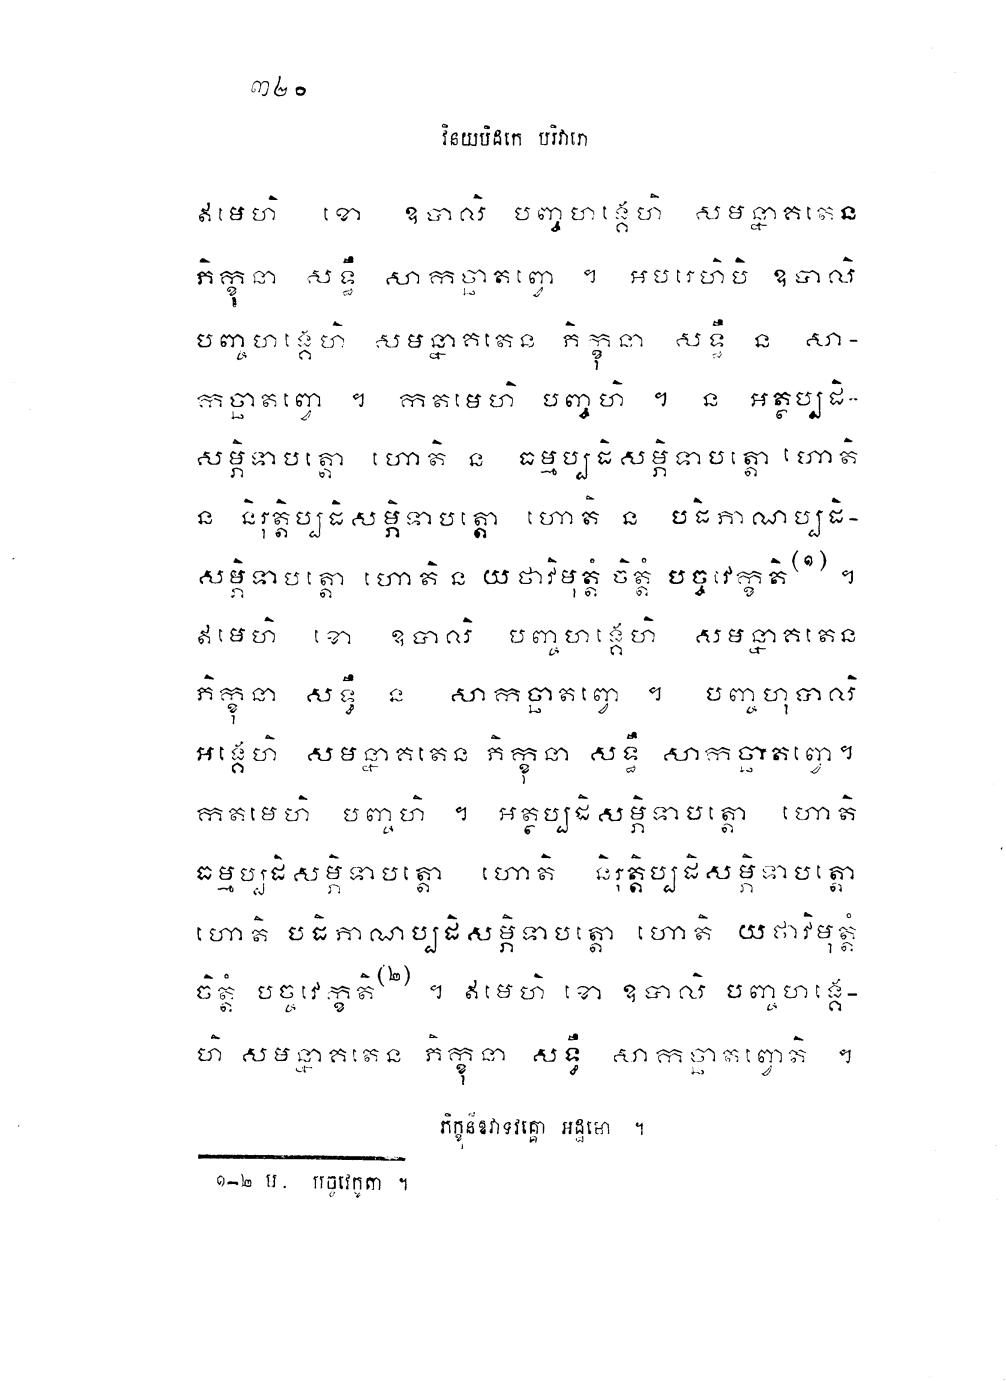 ៣៤០
វិនយបិដកេ បរិវារោ
ឥមេហិ ខោ ឧបាលិ បញ្ចហង្គេហិ សមន្នាគតេន
ភិក្ខុនា សទ្ធឹ សាកច្ឆាតព្វោ ។ អបរេហិបិ ឧបាលិ
បញ្ចហង្គេហិ សមន្នាគតេន ភិក្ខុនា សទ្ធឹ ន សា-
កច្ឆាតព្វោ ។ កតមេហិ បញ្ចហិ ។ ន អត្ថប្បដិ-
សម្ភិទាបត្តោ ហោតិ ន ធម្មប្បដិសម្ភិទាបត្តោ ហោតិ
ន និរុត្តិប្បដិសម្ភិទាបត្តោ ហោតិ ន បដិភាណប្បដិ-
សម្ភិទាបត្តោ ហោតិ ន យថាវិមុត្តំ ចិត្តំ បច្ចវេក្ខតិ(១) ។
ឥមេហិ ខោ ឧបាលិ បញ្ចហង្គេហិ សមន្នាគតេន
ភិក្ខុនា សទ្ធឹ ន សាកច្ឆាតព្វោ ។ បញ្ចហុបាលិ
អង្គេហិ សមន្នាគតេន ភិក្ខុនា សទ្ធឹ សាកច្ឆាតព្វោ ។
កតមេហិ បញ្ចហិ ។ អត្ថប្បដិសម្ភិទាបត្តោ ហោតិ
ធម្មប្បដិសម្ភិទាបត្តោ ហោតិ និរុត្តិប្បដិសម្ភិទាបត្តោ
ហោតិ បដិភាណប្បដិសម្ភិទាបត្តោ ហោតិ យថាវិមុត្តំ
ចិត្តំ បច្ចវេក្ខតិ(២) ។ ឥមេហិ ខោ ឧបាលិ បញ្ចហង្គេ-
ហិ សមន្នាគតេន ភិក្ខុនា សទ្ធឹ សាកច្ឆាតព្វោតិ ។
ភិក្ខុនីឱវាទវគ្គោ អដ្ឋមោ ។
១-២ ឞ. បច្ចវេក្ខិតា ។